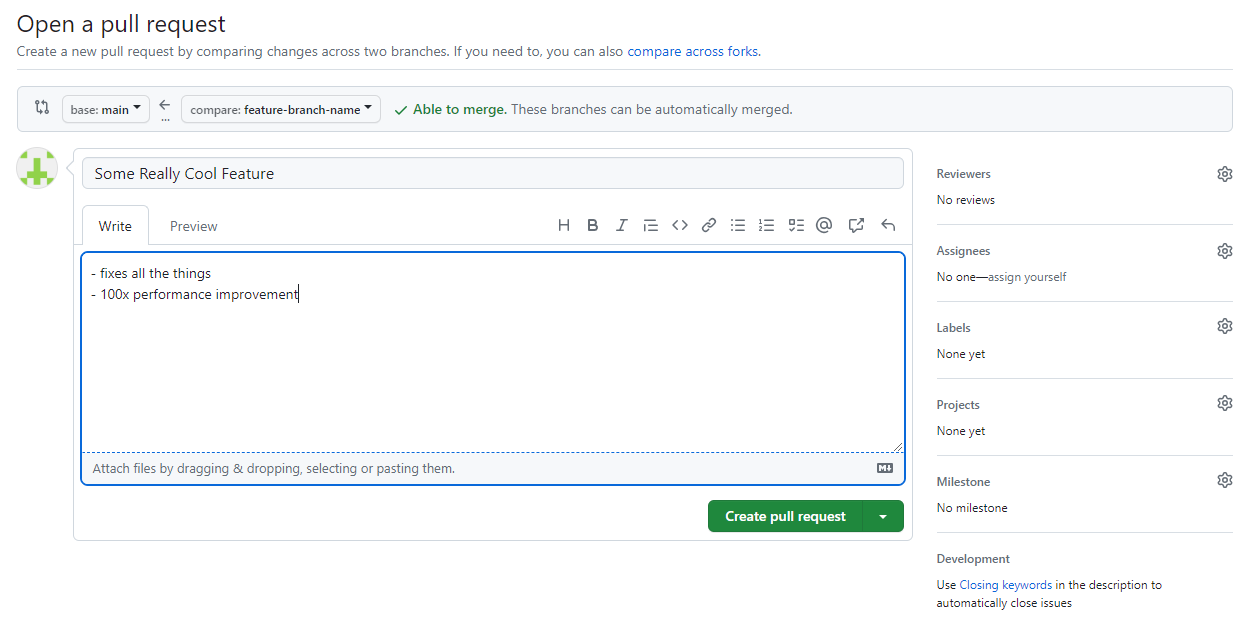 Open a pull request
Create a new pull request by comparing changes across two branches. If you need to, you can also compare across forks.
base: main
...
compare: feature-branch-name
Able to merge. These branches can be automatically merged.
Some Really Cool Feature
Write
Preview
- fixes all the things
- 100x performance improvement
Attach files by dragging & dropping, selecting or pasting them.
Create pull request
Reviewers
No reviews
Assignees
No one—assign yourself
Labels
None yet
Projects
None yet
Milestone
No milestone
Development
Use Closing keywords in the description to
automatically close issues